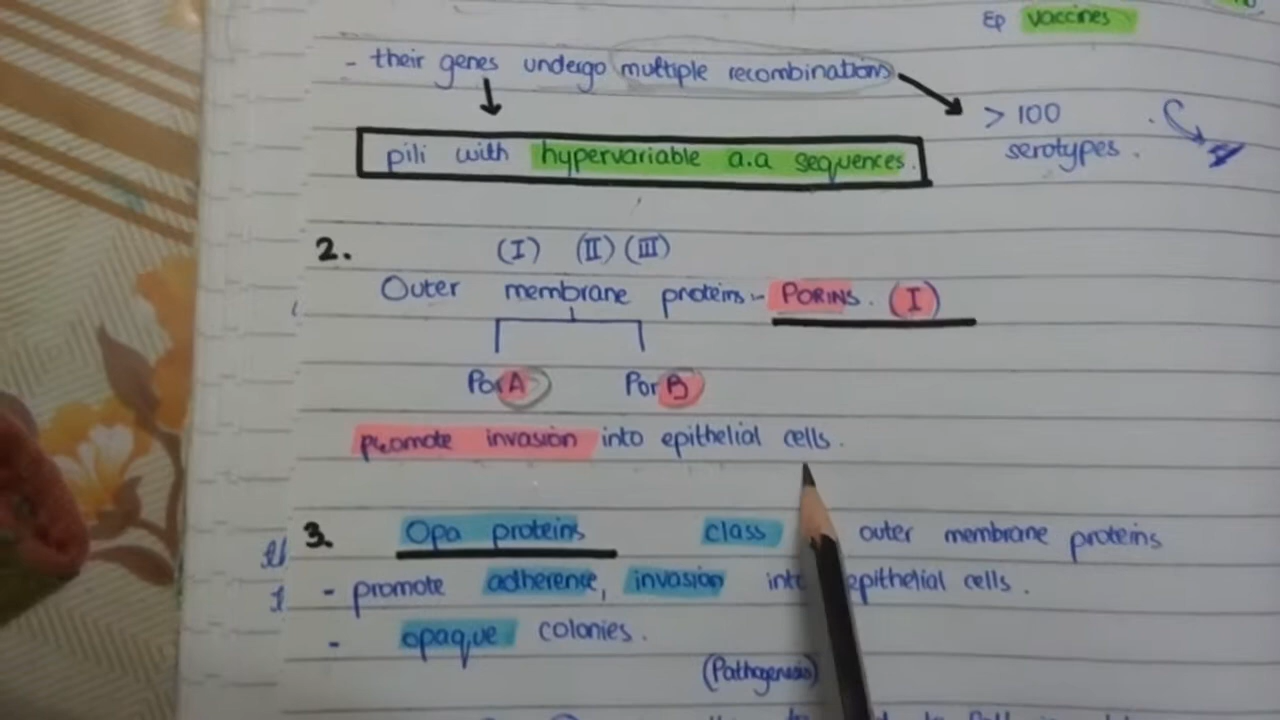 Ep vaccines
- their genes undergo multiple recombinations
> 100
serotypes.
pili with hypervariable a.a sequences.
2.
(I) (II) (III)
Outer membrane proteins:- PORINS. (I)
Por A Por B
promote invasion into epithelial cells.
3. Opa proteins class outer membrane proteins
- promote adherence, invasion into epithelial cells.
- opaque colonies.
(Pathogenesis)